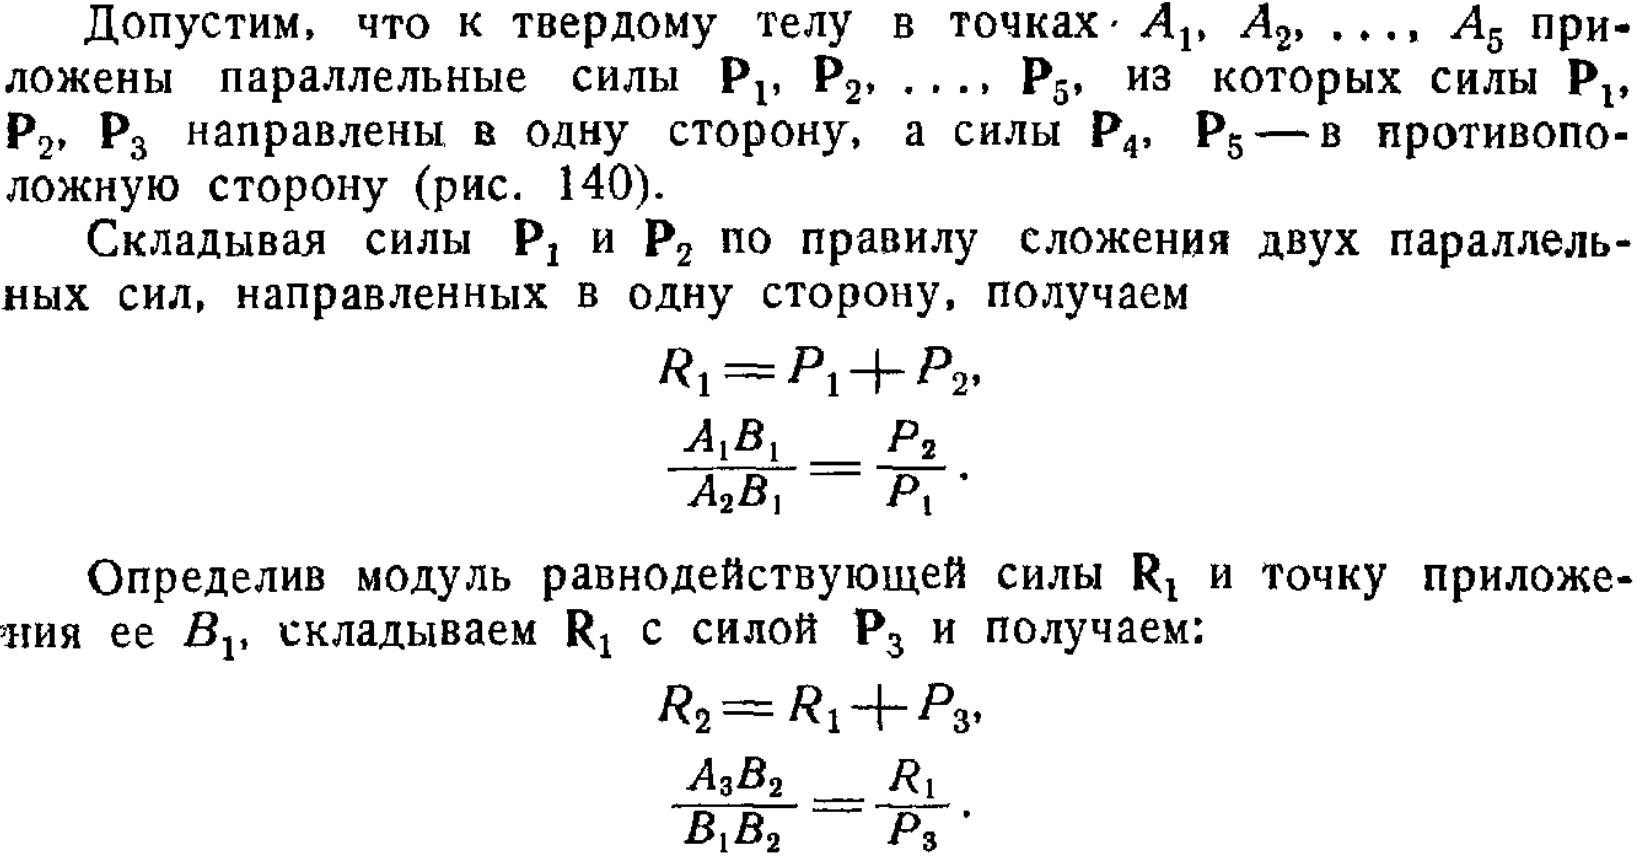 Допустим, что к твердому телу в точках A₁, A₂, ..., A₅ при-
ложены параллельные силы P₁, P₂, ..., P₅, из которых силы P₁,
P₂, P₃ направлены в одну сторону, а силы P₄, P₅ — в противопо-
ложную сторону (рис. 140).
Складывая силы P₁ и P₂ по правилу сложения двух параллель-
ных сил, направленных в одну сторону, получаем
R₁ = P₁ + P₂,
A₁B₁ / A₂B₁ = P₂ / P₁ .
Определив модуль равнодействующей силы R₁ и точку приложе-
ния ее B₁, складываем R₁ с силой P₃ и получаем:
R₂ = R₁ + P₃,
A₃B₂ / B₁B₂ = R₁ / P₃ .